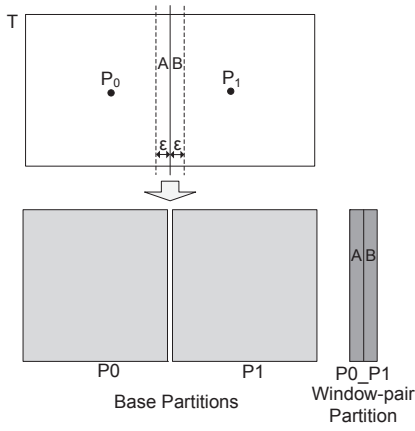 T
A B
P0
P1
ε ε
A B
P0 P1 P0_P1
Base Partitions
Window-pair
Partition